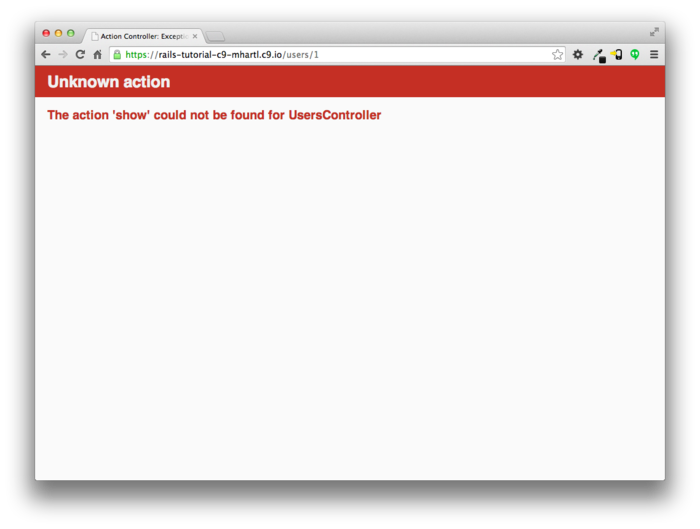 Action Controller: Excepti
https://rails-tutorial-c9-mhartl.c9.io/users/1
Unknown action
The action 'show' could not be found for UsersController